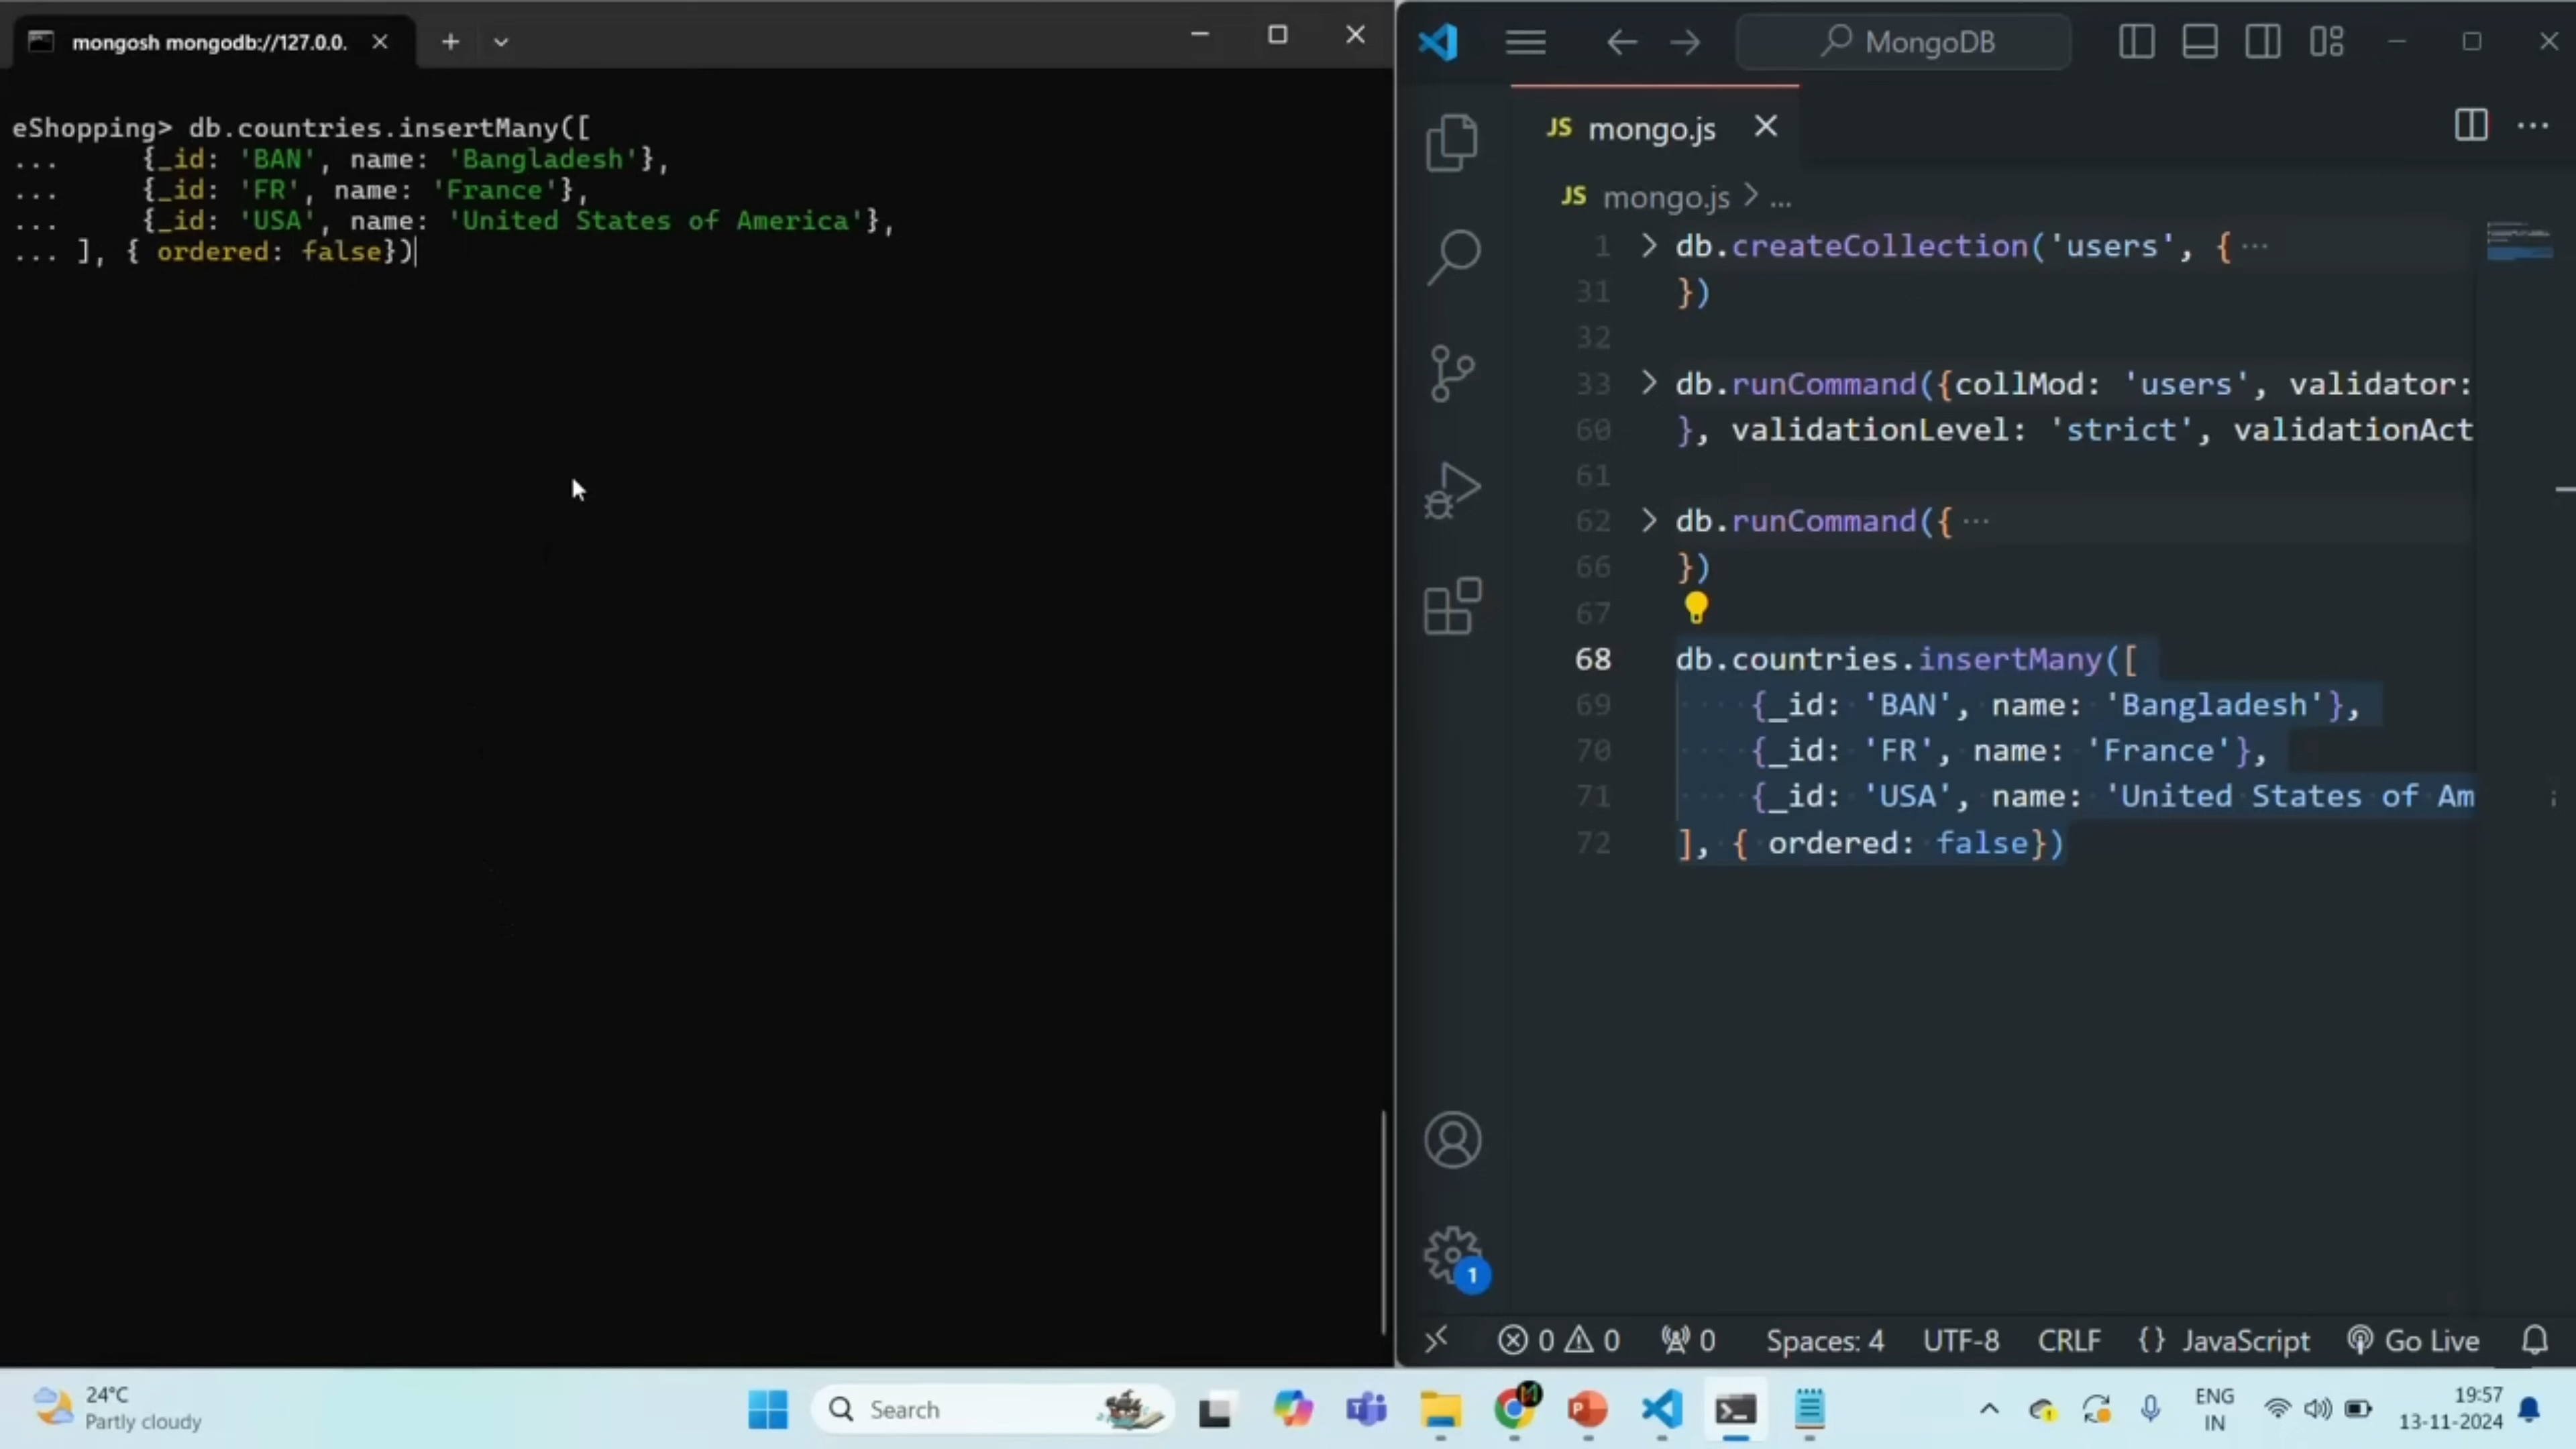 mongosh mongodb://127.0.0.
eShopping> db.countries.insertMany([
...     {_id: 'BAN', name: 'Bangladesh'},
...     {_id: 'FR', name: 'France'},
...     {_id: 'USA', name: 'United States of America'},
... ], { ordered: false})
MongoDB
JS mongo.js
JS mongo.js > ...
1 > db.createCollection('users', { ...
31 })
32
33 > db.runCommand({collMod: 'users', validator:
60 }, validationLevel: 'strict', validationAct
61
62 > db.runCommand({ ...
66 })
67
68 db.countries.insertMany([
69     {_id: 'BAN', name: 'Bangladesh'},
70     {_id: 'FR', name: 'France'},
71     {_id: 'USA', name: 'United States of Am
72 ], { ordered: false})
1
0 0 0 Spaces: 4 UTF-8 CRLF {} JavaScript Go Live
24°C
Partly cloudy
Search
ENG
IN
19:57
13-11-2024